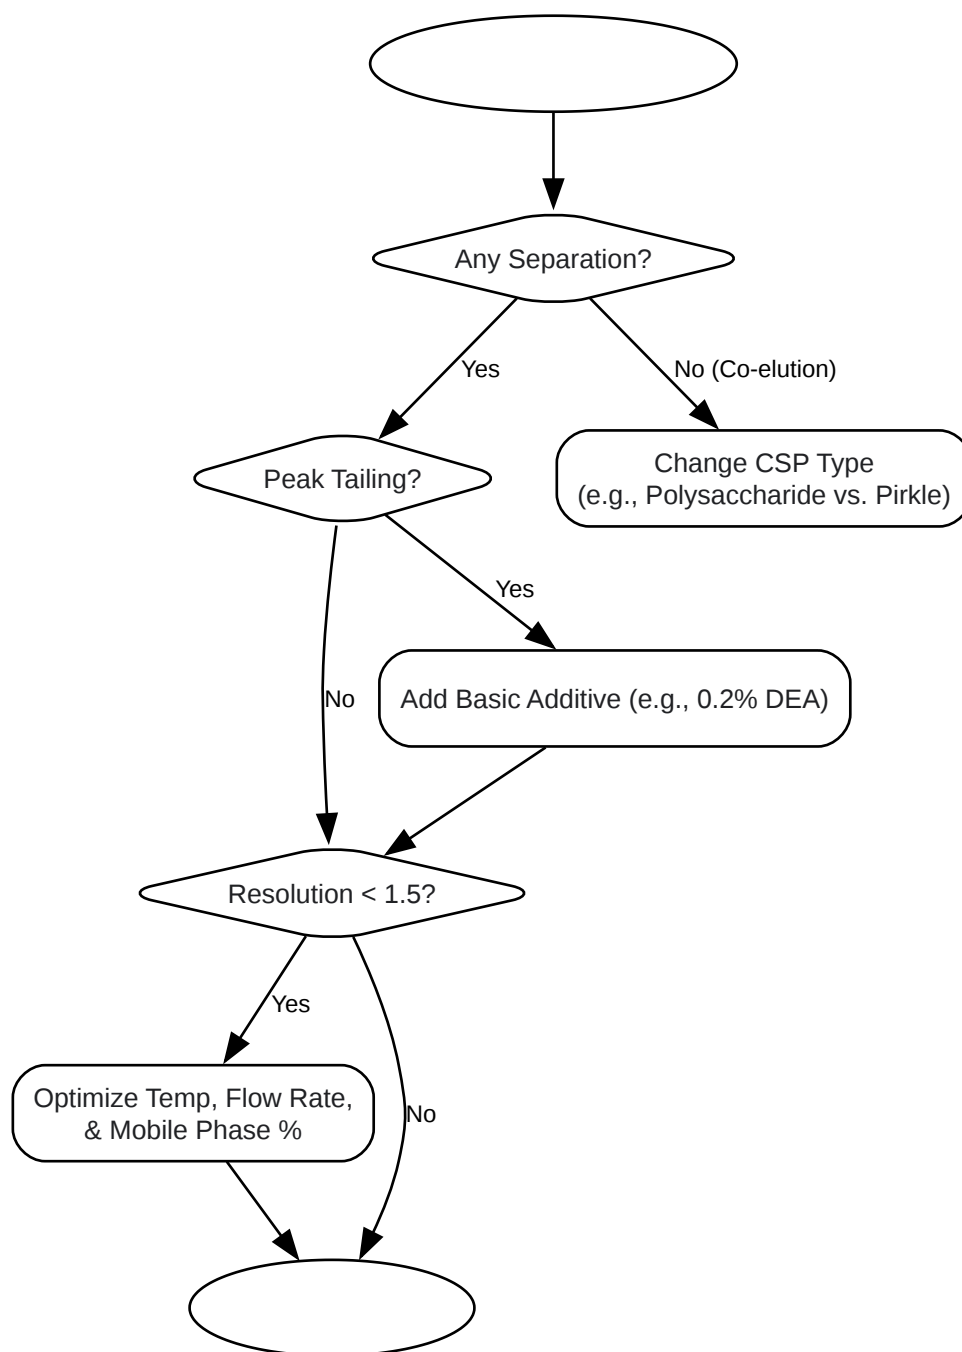 Any Separation?
Yes
No (Co-elution)
Peak Tailing?
Change CSP Type
(e.g., Polysaccharide vs. Pirkle)
Yes
No
Add Basic Additive (e.g., 0.2% DEA)
Resolution < 1.5?
Yes
Optimize Temp, Flow Rate,
& Mobile Phase %
No